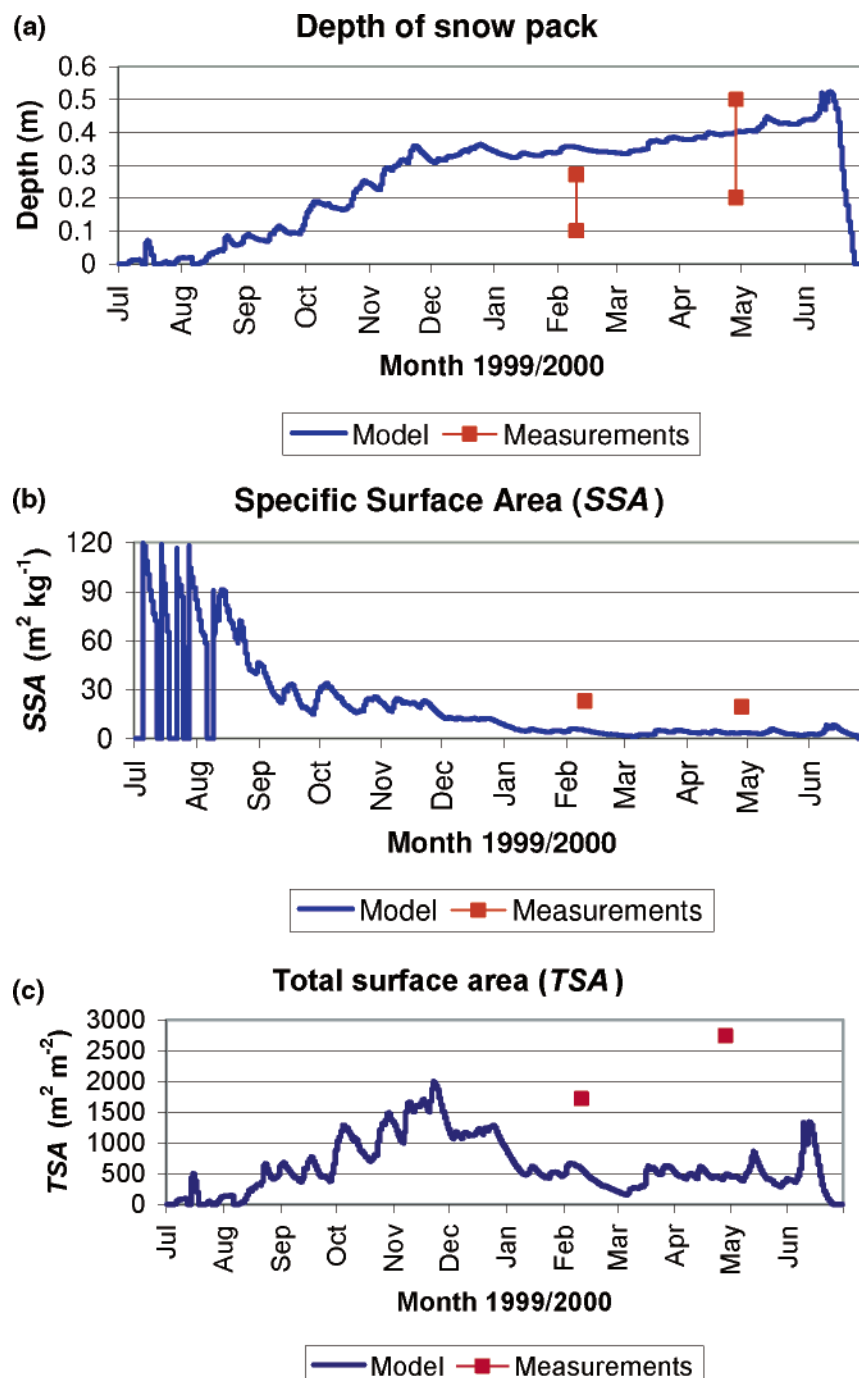 (a) Depth of snow pack
Depth (m)
0.6
0.5
0.4
0.3
0.2
0.1
0
Jul Aug Sep Oct Nov Dec Jan Feb Mar Apr May Jun
Month 1999/2000
Model Measurements
(b) Specific Surface Area (SSA)
SSA (m² kg⁻¹)
120
90
60
30
0
Jul Aug Sep Oct Nov Dec Jan Feb Mar Apr May Jun
Month 1999/2000
Model Measurements
(c) Total surface area (TSA)
TSA (m² m⁻²)
3000
2500
2000
1500
1000
500
0
Jul Aug Sep Oct Nov Dec Jan Feb Mar Apr May Jun
Month 1999/2000
Model Measurements